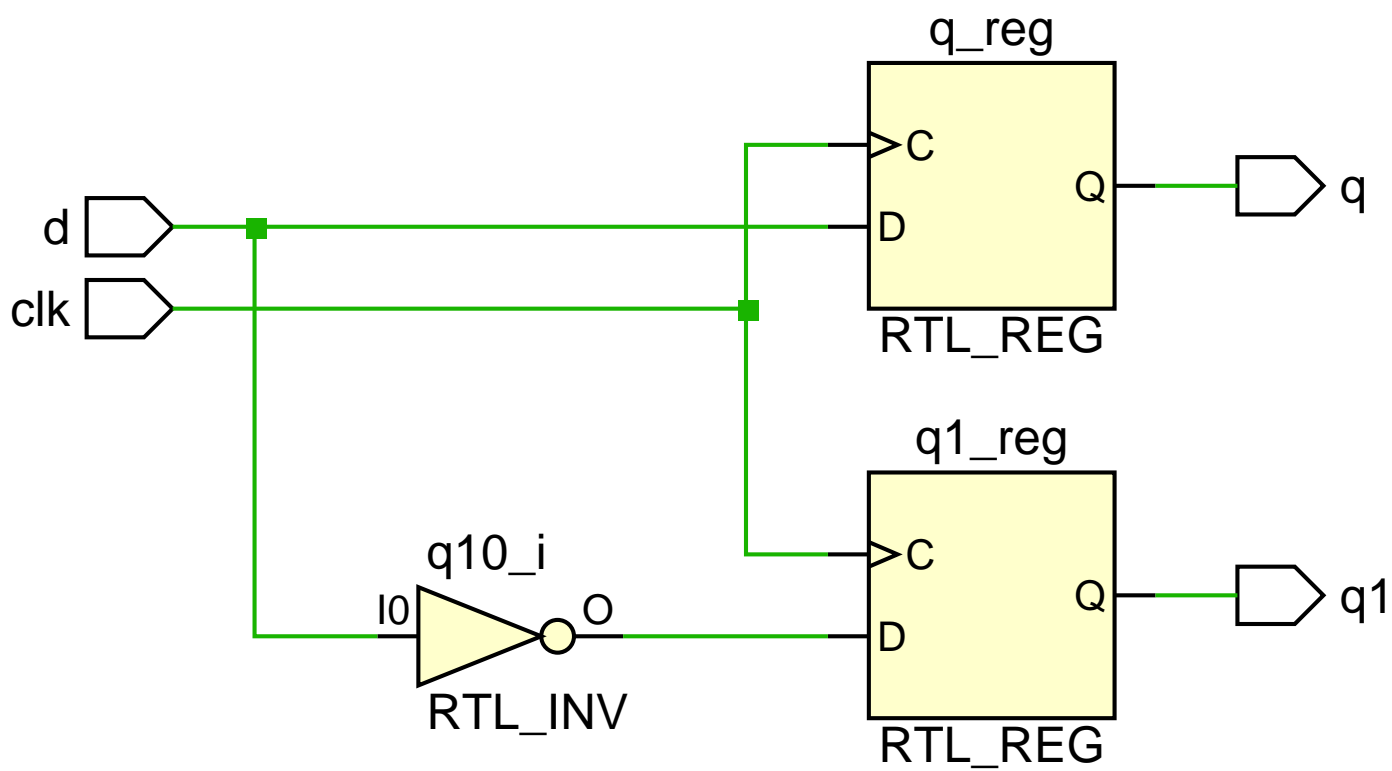 q_reg
C
Q
q
d
D
clk
RTL_REG
q1_reg
q10_i
C
I0
O
Q
q1
D
RTL_INV
RTL_REG